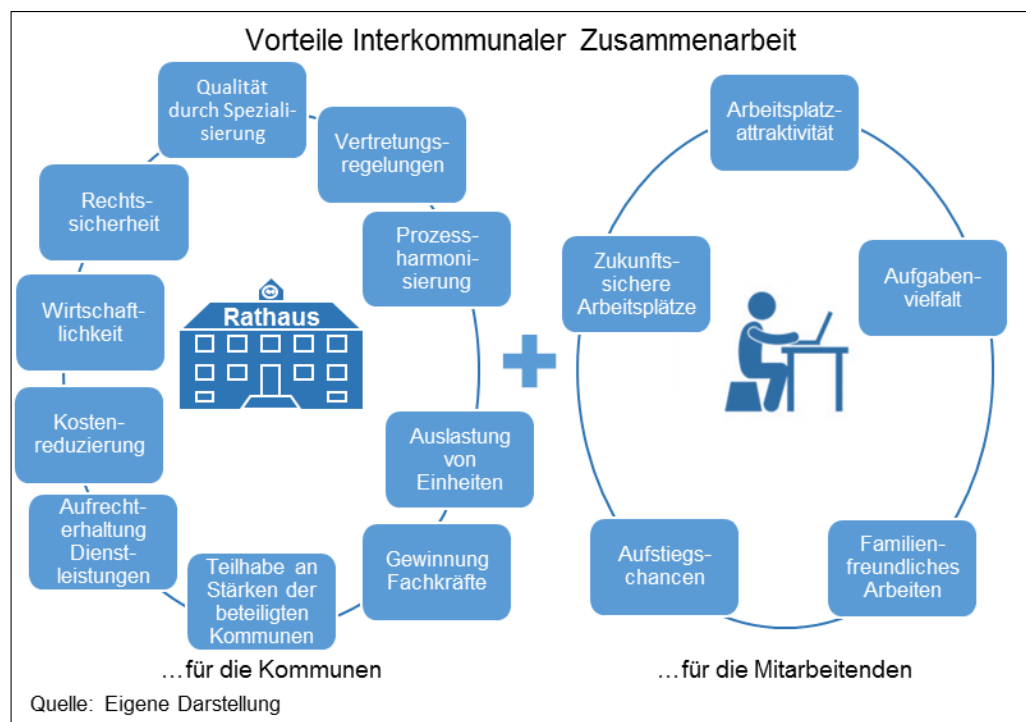 Vorteile Interkommunaler Zusammenarbeit
Qualität
durch Speziali-
sierung
Vertretungs-
regelungen
Prozess-
harmoni-
sierung
Auslastung
von
Einheiten
Gewinnung
Fachkräfte
Teilhabe an
Stärken der
beteiligten
Kommunen
Aufrecht-
erhaltung
Dienst-
leistungen
Kosten-
reduzierung
Wirtschaft-
lichkeit
Rechts-
sicherheit
Rathaus
…für die Kommunen
Arbeitsplatz-
attraktivität
Aufgaben-
vielfalt
Familien-
freundliches
Arbeiten
Aufstiegs-
chancen
Zukunfts-
sichere
Arbeitsplätze
…für die Mitarbeitenden
Quelle: Eigene Darstellung